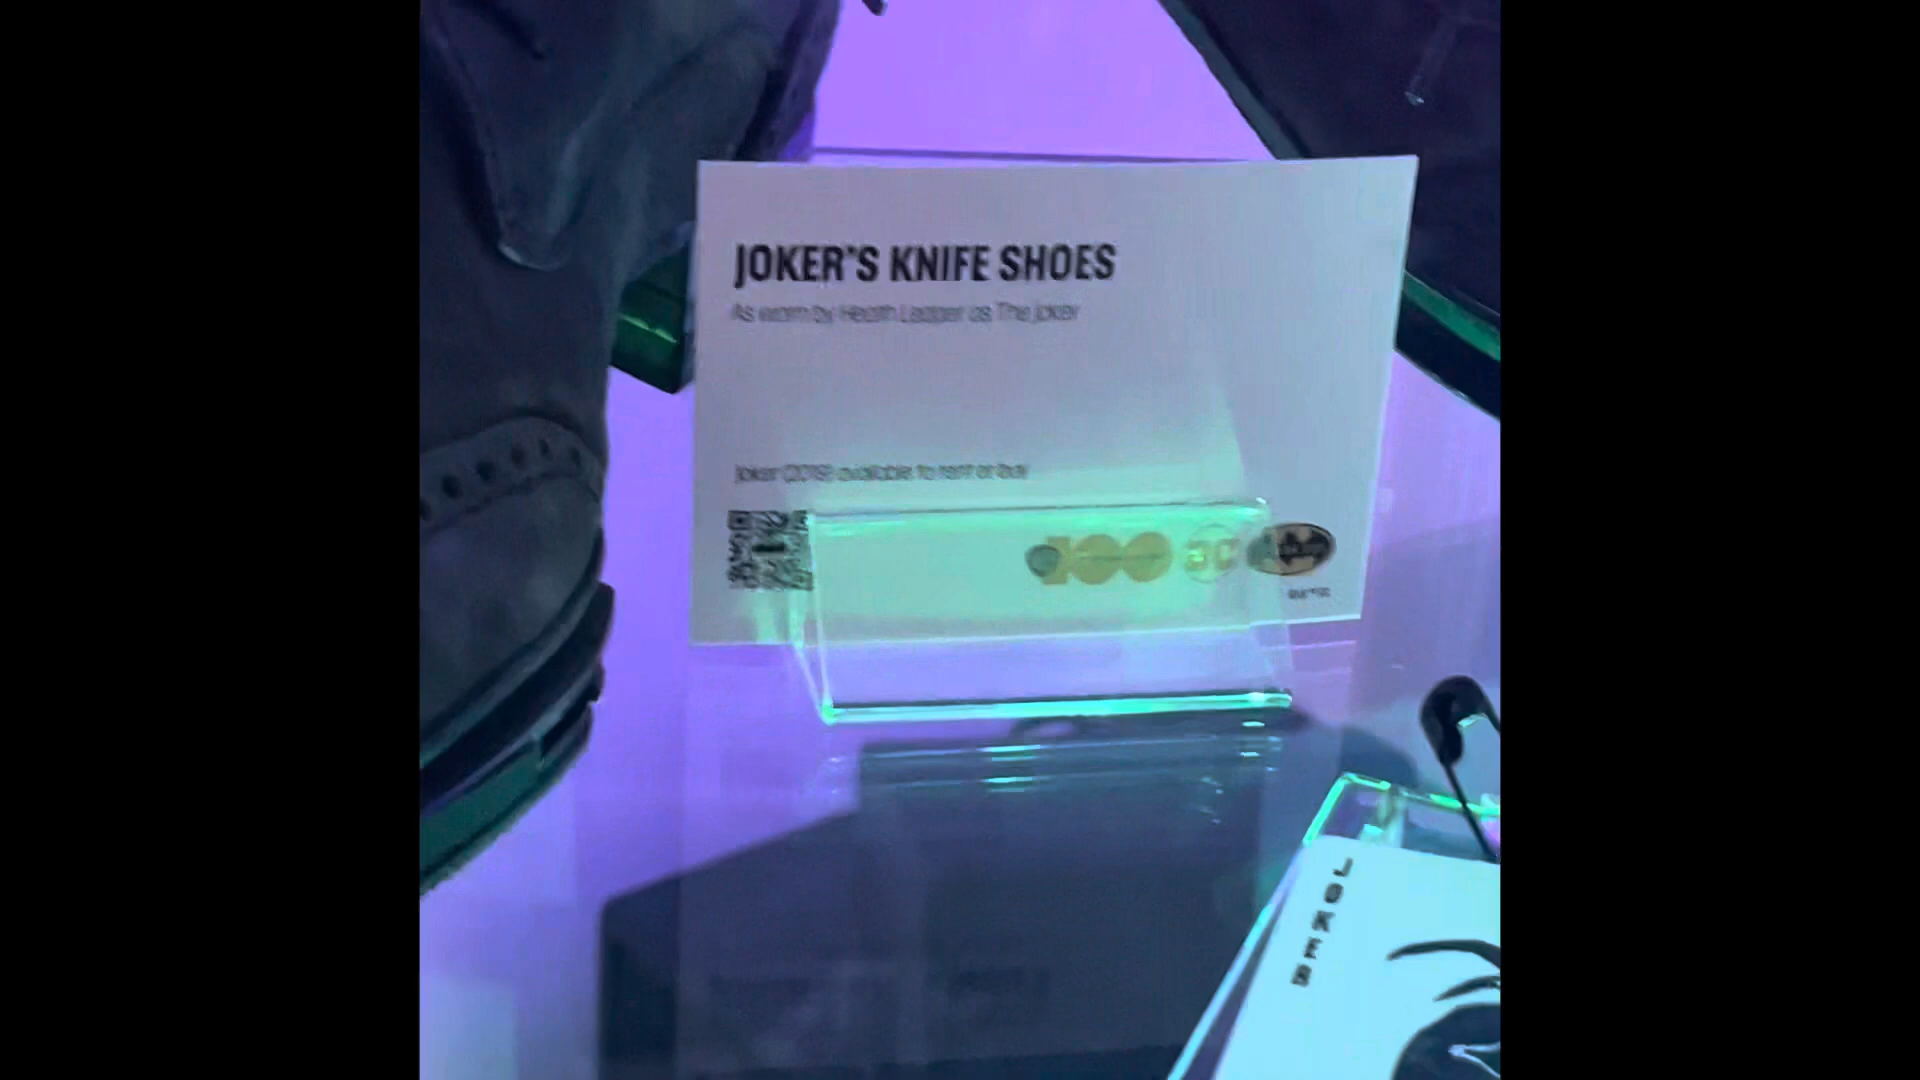 JOKER'S KNIFE SHOES
As worn by Heath Ledger as The Joker
Joker (2019) available to rent or buy
100
DC
JOKER